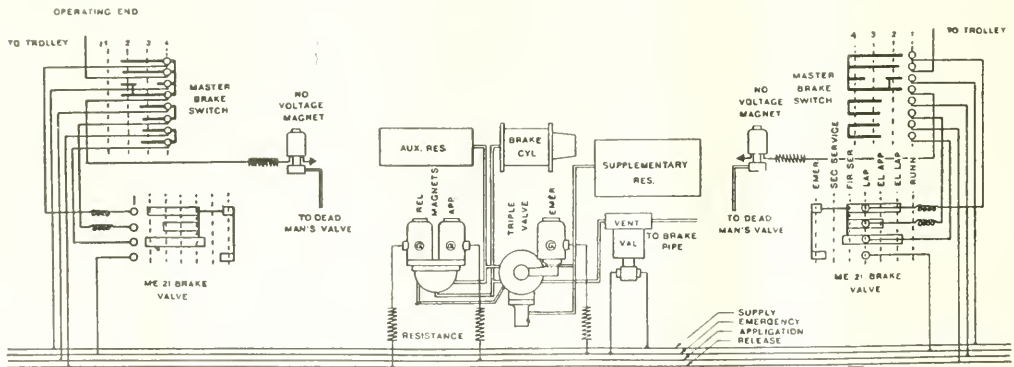 OPERATING END
TO TROLLEY
1 2 3 4
MASTER
BRAKE
SWITCH
NO
VOLTAGE
MAGNET
TO DEAD
MAN'S VALVE
ME 21 BRAKE
VALVE
AUX. RES
BRAKE
CYL
SUPPLEMENTARY
RES.
REL
MAGNETS
APP.
TRIPLE
VALVE
EMER
VENT
VAL
TO BRAKE
PIPE
RESISTANCE
SUPPLY
EMERGENCY
APPLICATION
RELEASE
TO TROLLEY
4 3 2 1
MASTER
BRAKE
SWITCH
NO
VOLTAGE
MAGNET
TO DEAD
MAN'S VALVE
EMER
SEC SERVICE
FIR SER
LAP
EL APP
EL LAP
RUNN
ME 21 BRAKE
VALVE